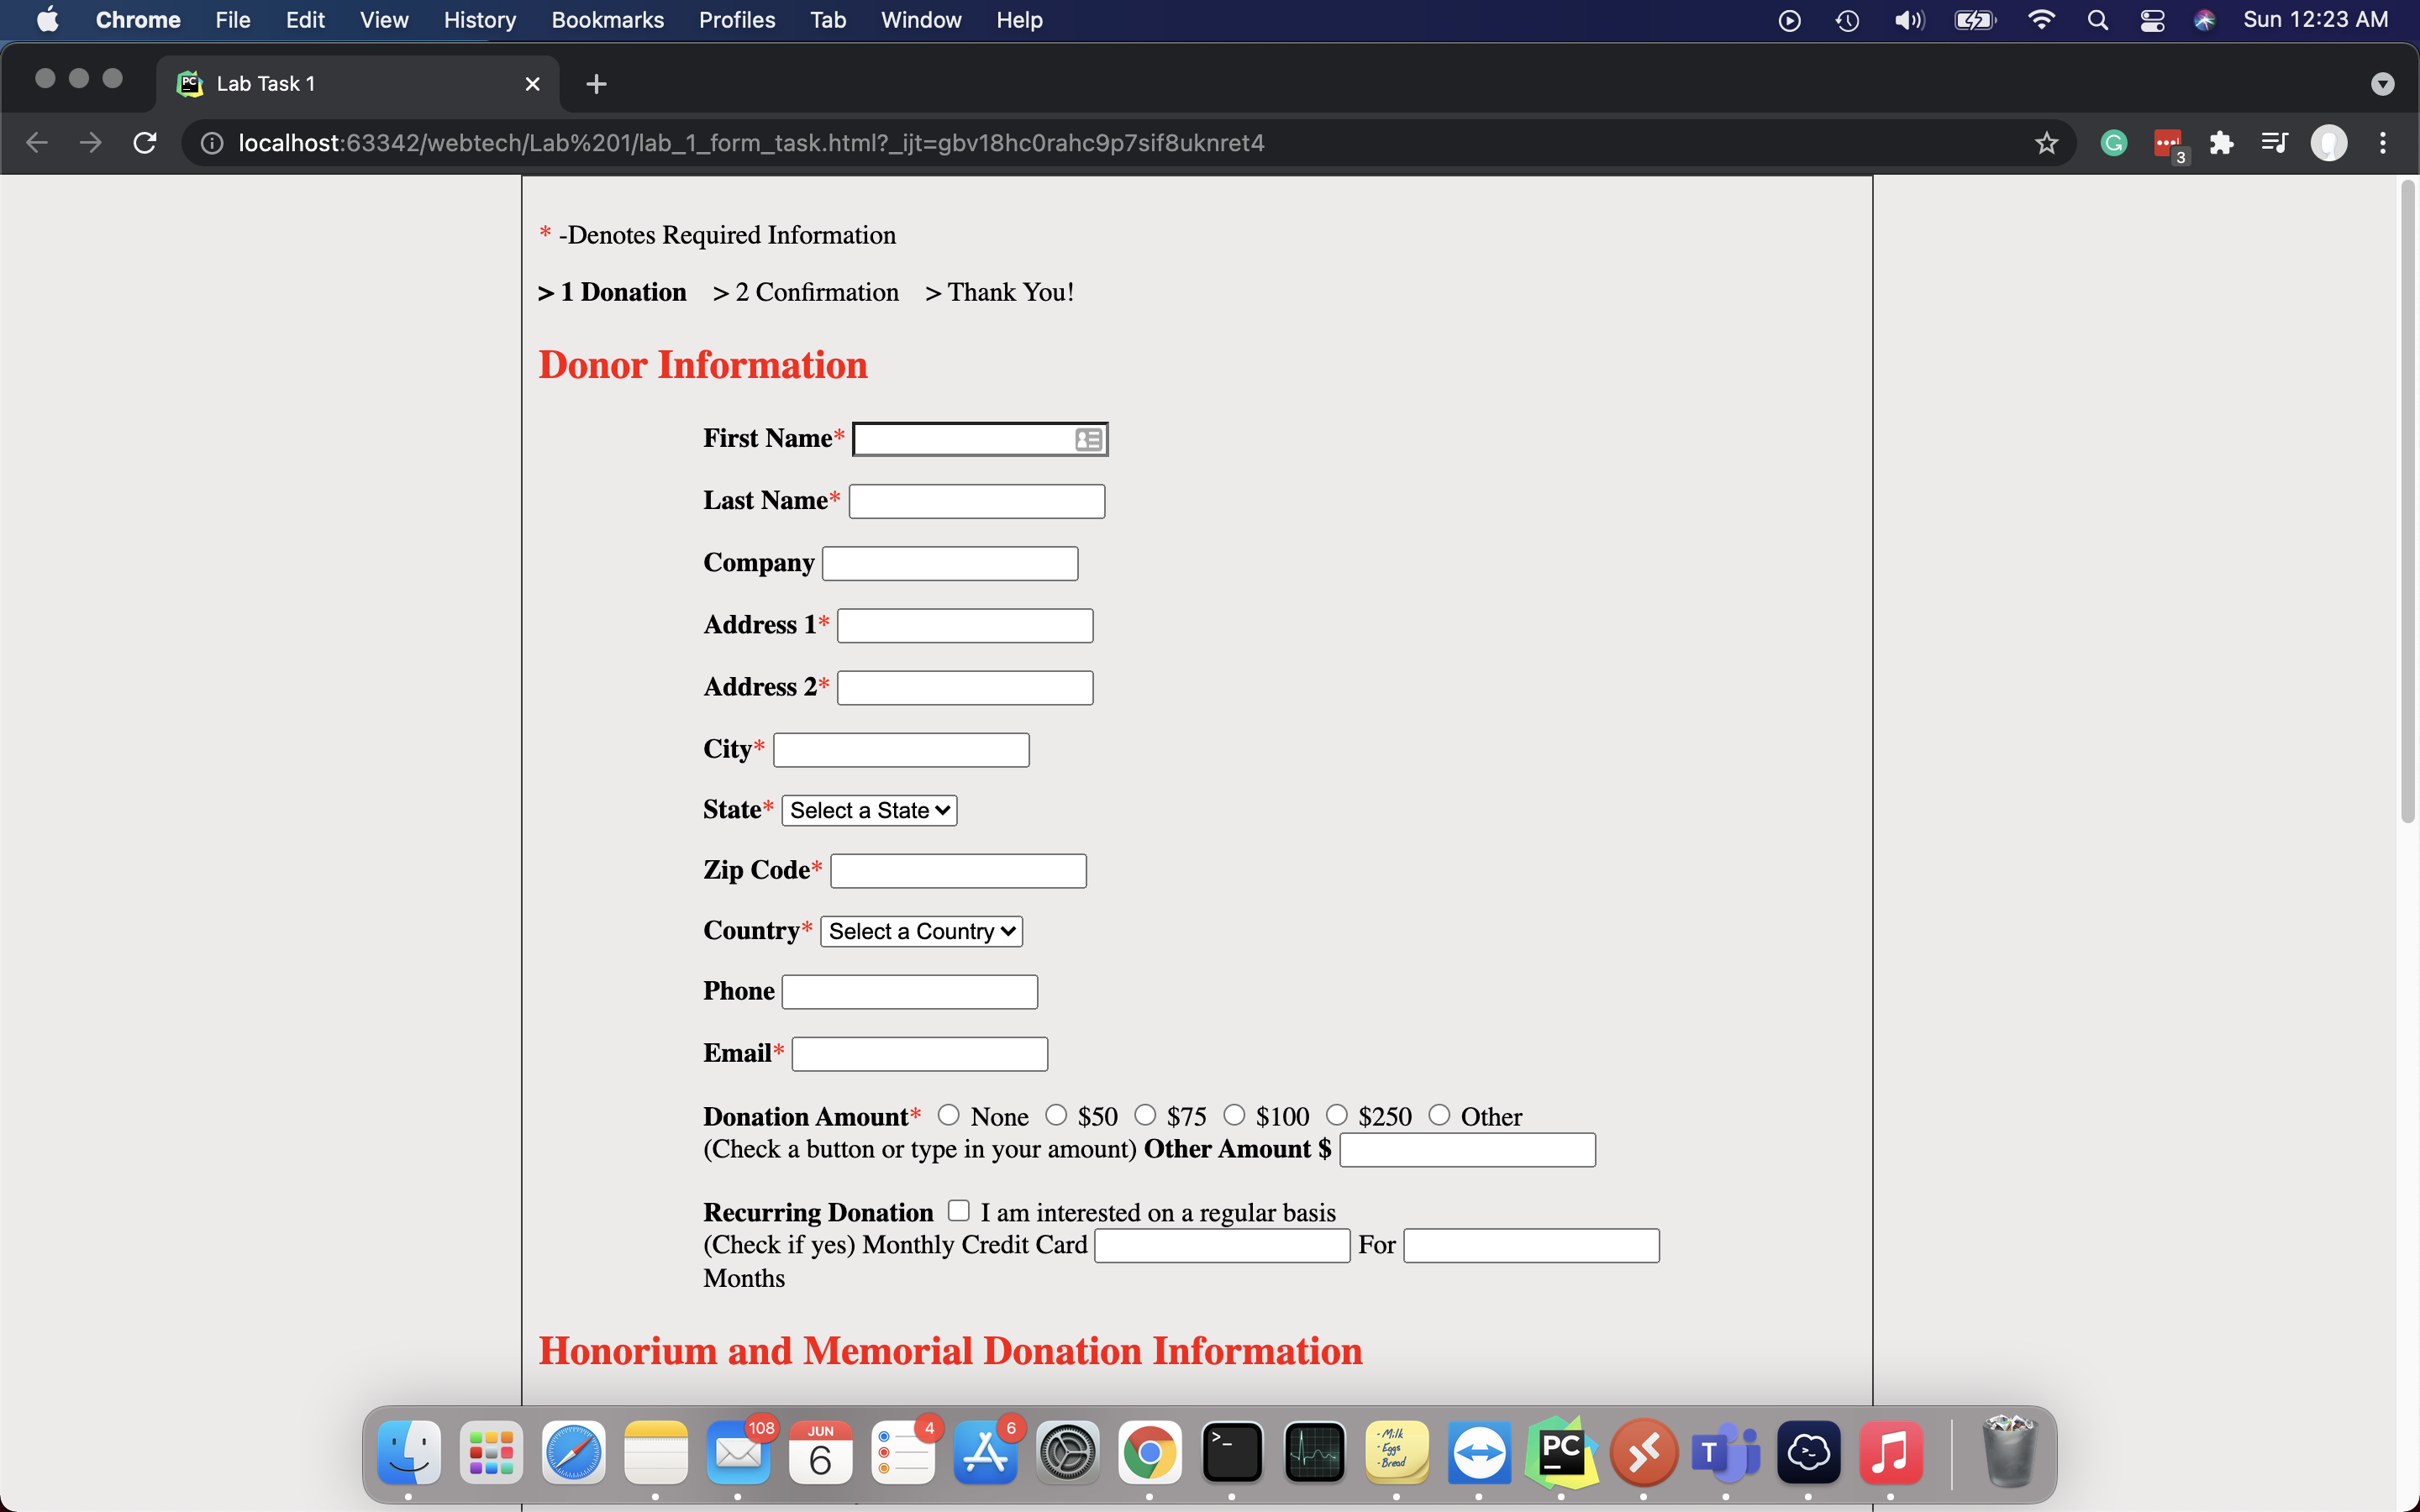 Chrome File Edit View History Bookmarks Profiles Tab Window Help Sun 12:23 AM
PC Lab Task 1
localhost:63342/webtech/Lab%201/lab_1_form_task.html?_ijt=gbv18hc0rahc9p7sif8uknret4 G 3
* -Denotes Required Information
> 1 Donation > 2 Confirmation > Thank You!
Donor Information
First Name*
Last Name*
Company
Address 1*
Address 2*
City*
State* Select a State
Zip Code*
Country* Select a Country
Phone
Email*
Donation Amount* None $50 $75 $100 $250 Other
(Check a button or type in your amount) Other Amount $
Recurring Donation I am interested on a regular basis
(Check if yes) Monthly Credit Card For
Months
Honorium and Memorial Donation Information
108 4 6
JUN
6
>_
- Milk
- Eggs
- Bread
PC
T